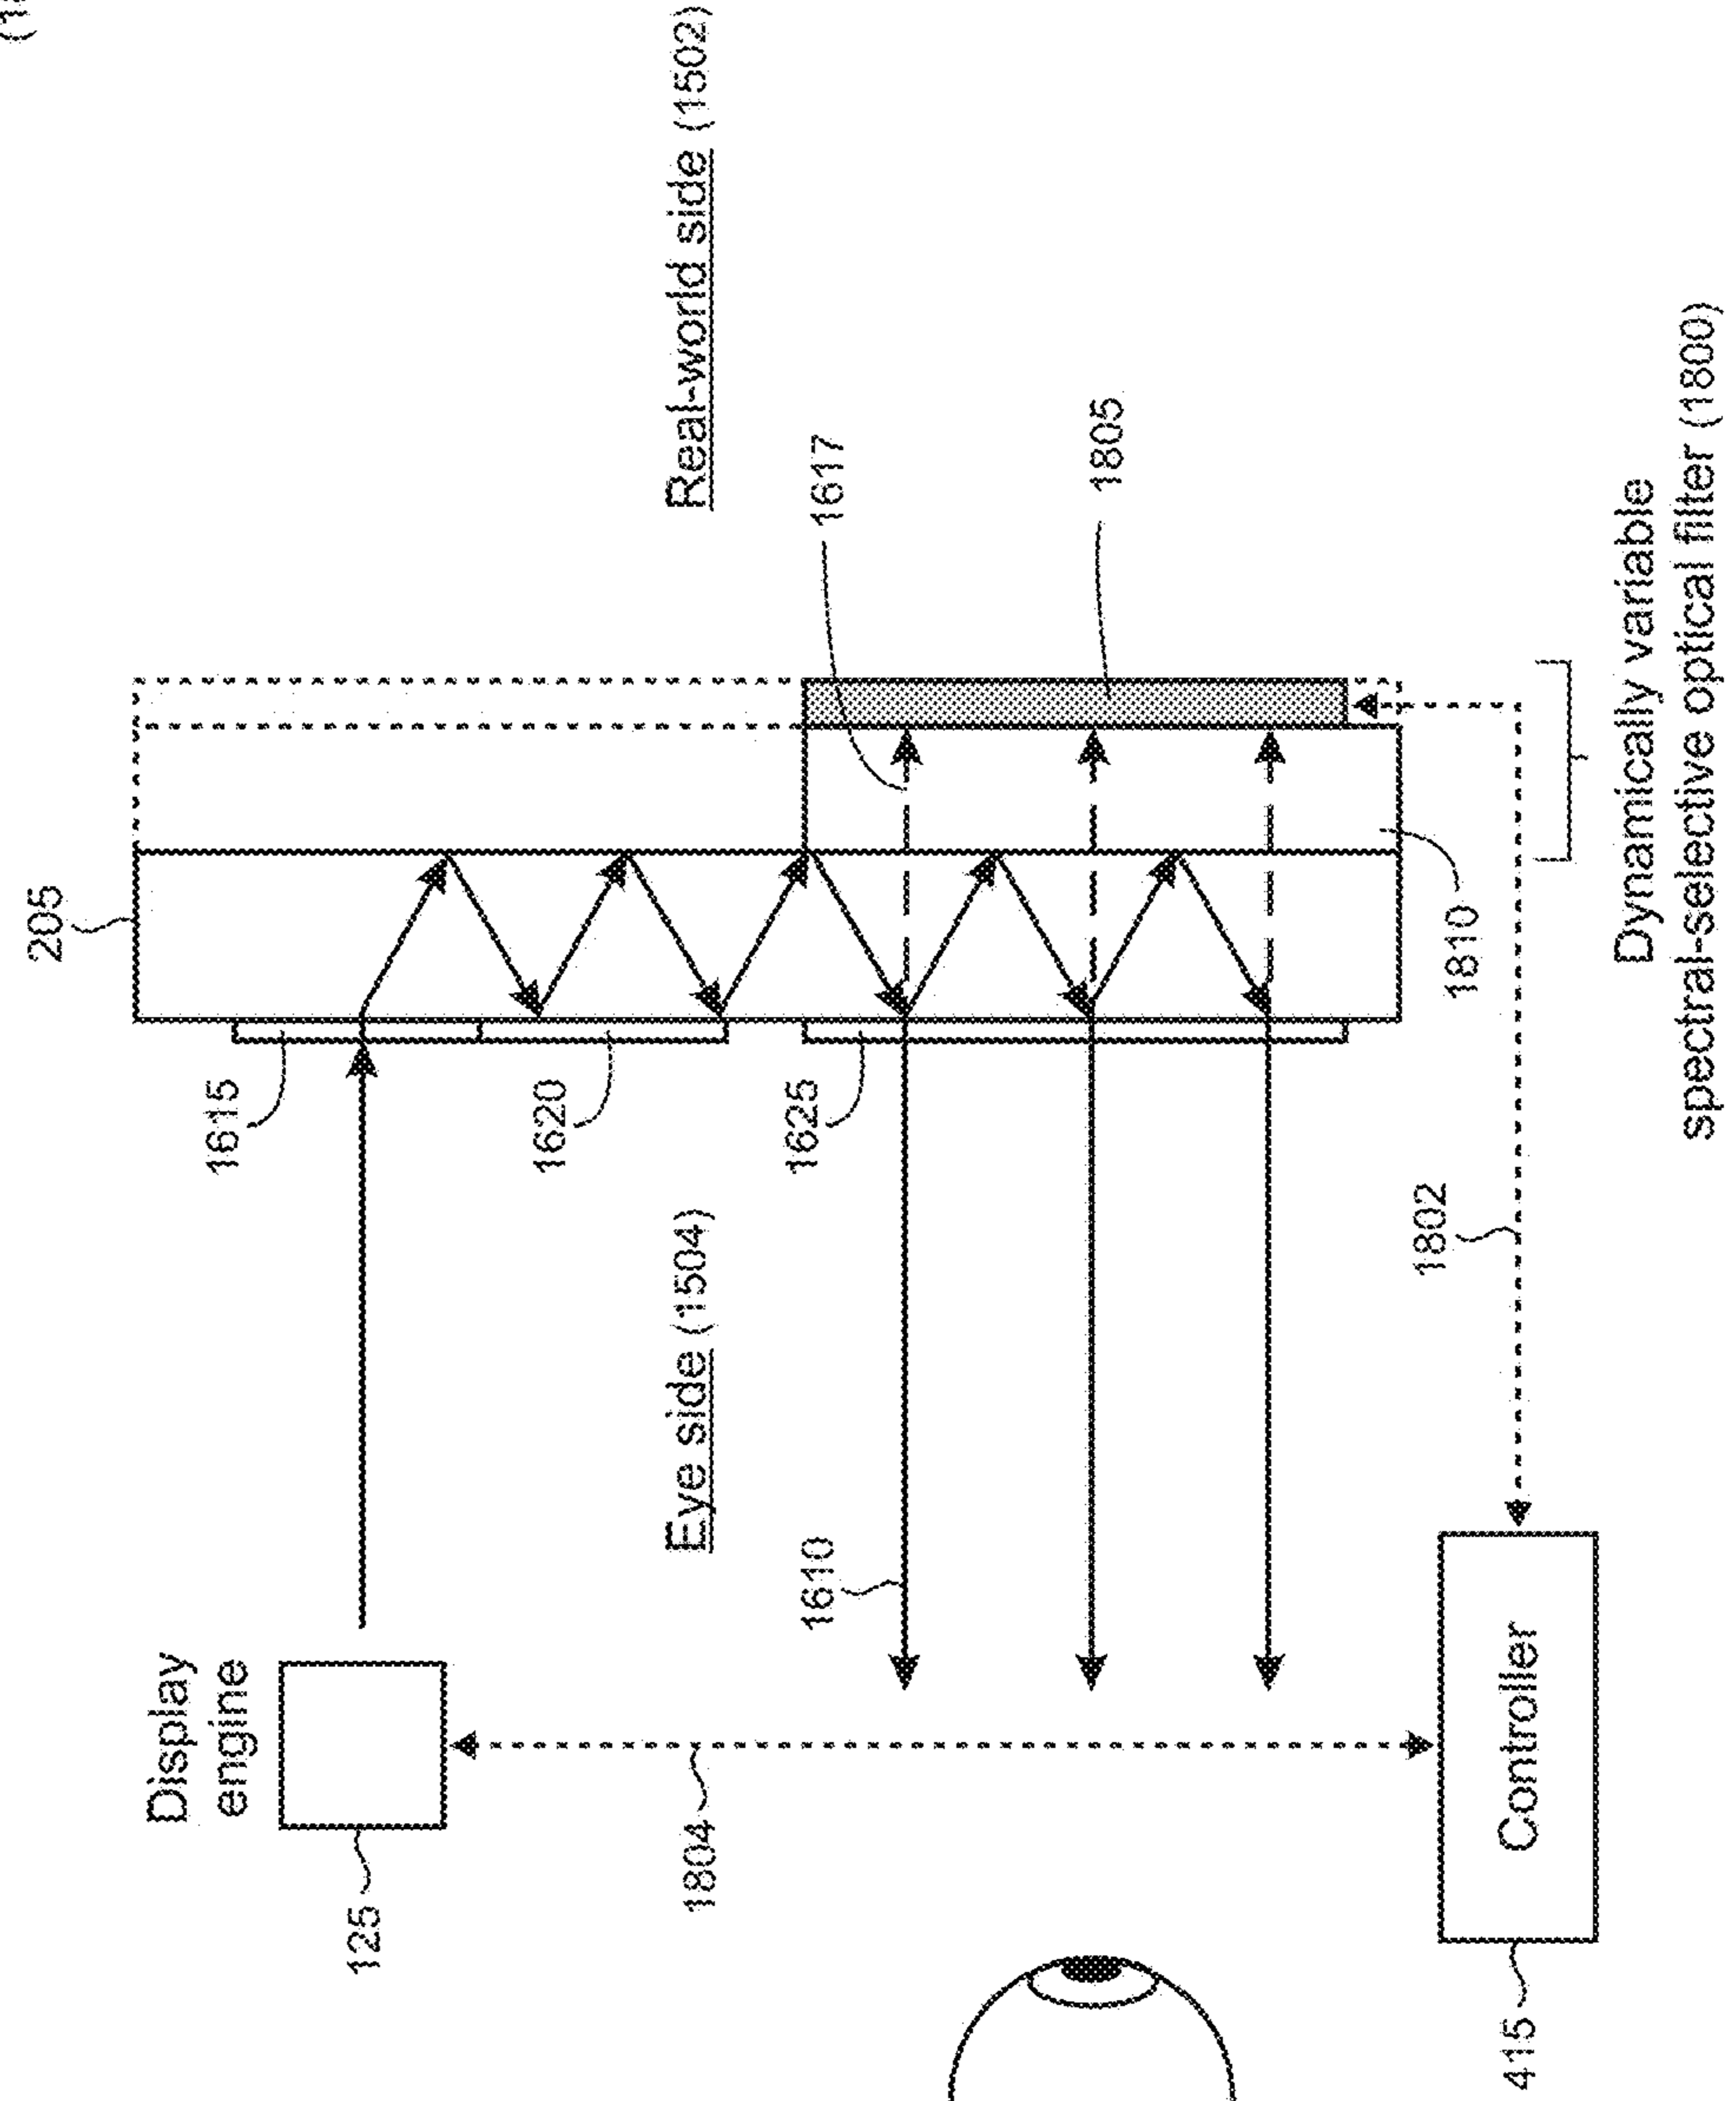 205
Real-world side (1502)
1617
1805
1615
1620
1625
1810
Dynamically variable
spectral-selective optical filter (1800)
Eye side (1504)
1802
1610
Display
engine
125
1804
Controller
415